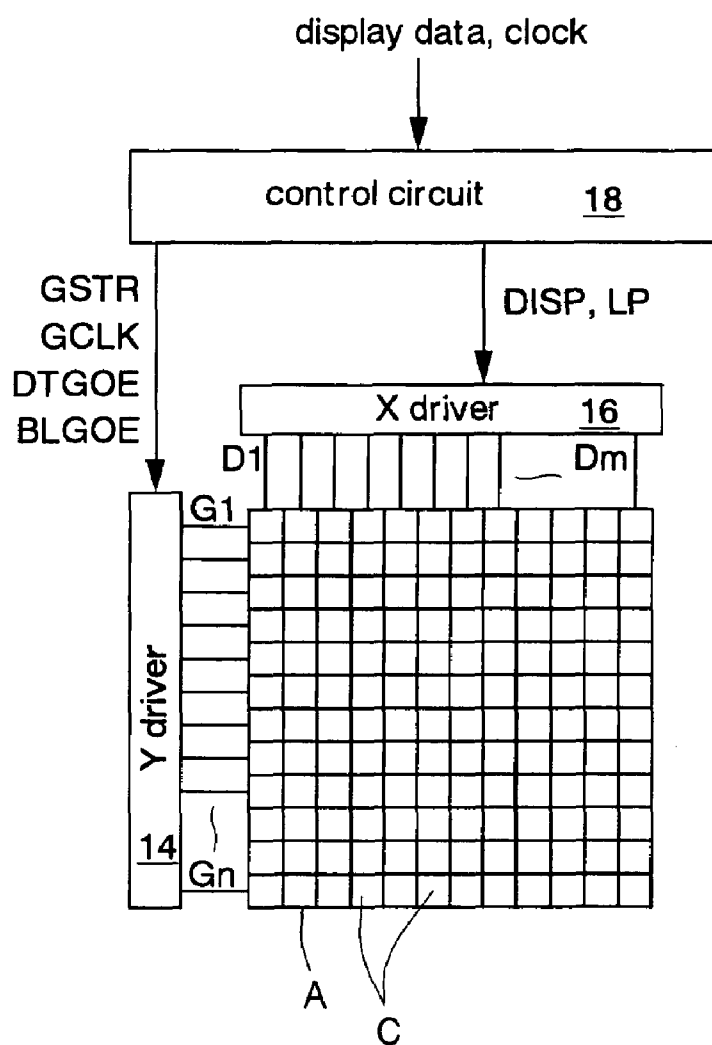 display data, clock
control circuit 18
GSTR
GCLK
DTGOE
BLGOE
DISP, LP
X driver 16
D1 Dm
G1
Y driver
14
Gn
A
C